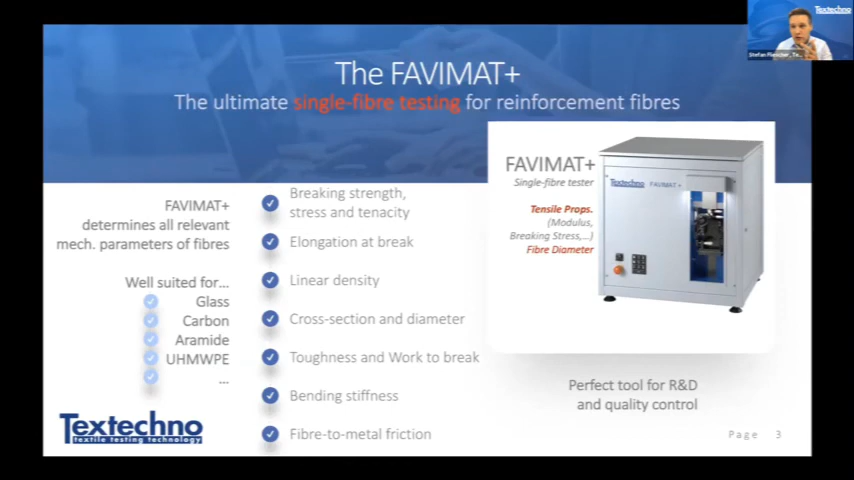 Textechno
Stefan
The FAVIMAT+
The ultimate single-fibre testing for reinforcement fibres
FAVIMAT+
determines all relevant
mech. parameters of fibres
Well suited for...
Glass
Carbon
Aramide
UHMWPE
...
Breaking strength,
stress and tenacity
Elongation at break
Linear density
Cross-section and diameter
Toughness and Work to break
Bending stiffness
Fibre-to-metal friction
FAVIMAT+
Single-fibre tester
Tensile Props.
(Modulus,
Breaking Stress,...)
Fibre Diameter
Textechno FAVIMAT+
Perfect tool for R&D
and quality control
Textechno
textile testing technology
Page 3